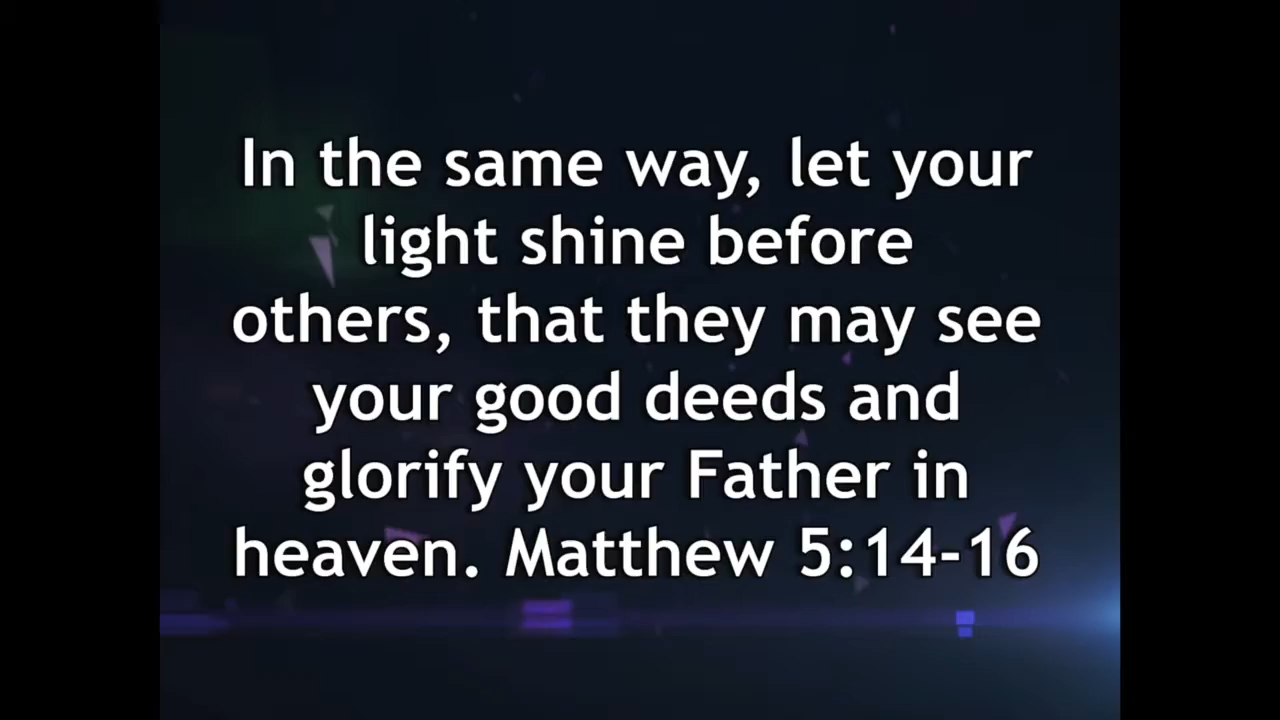 In the same way, let your
light shine before
others, that they may see
your good deeds and
glorify your Father in
heaven. Matthew 5:14-16